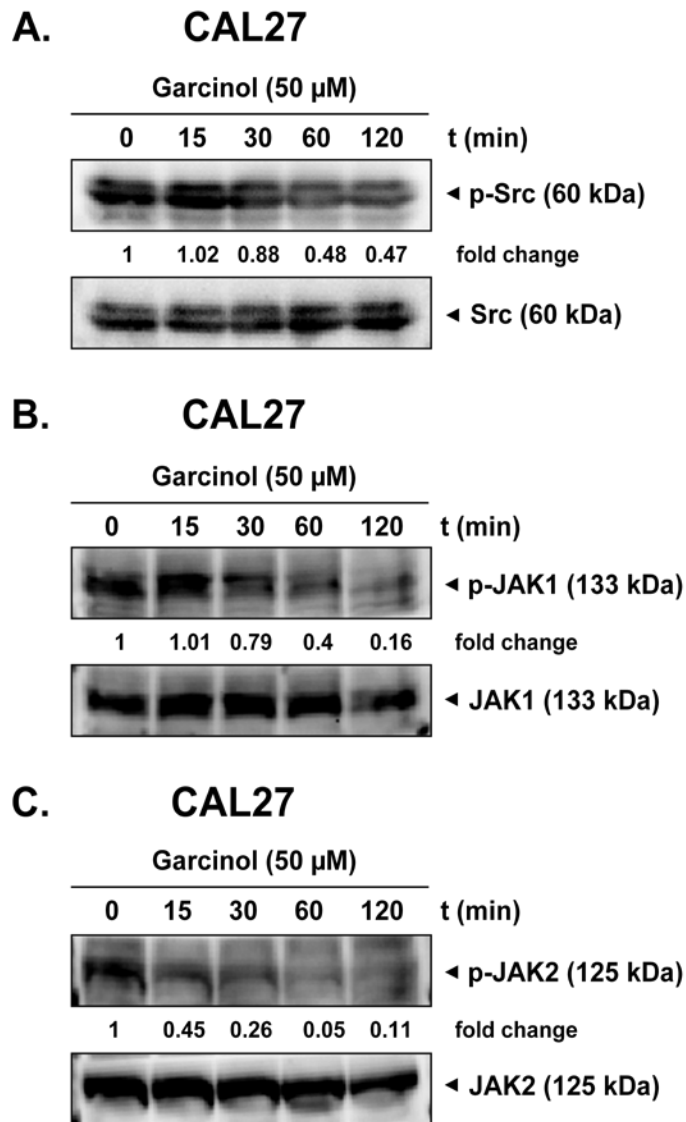 A. CAL27
Garcinol (50 µM)
0 15 30 60 120 t (min)
◄ p-Src (60 kDa)
1 1.02 0.88 0.48 0.47 fold change
◄ Src (60 kDa)
B. CAL27
Garcinol (50 µM)
0 15 30 60 120 t (min)
◄ p-JAK1 (133 kDa)
1 1.01 0.79 0.4 0.16 fold change
◄ JAK1 (133 kDa)
C. CAL27
Garcinol (50 µM)
0 15 30 60 120 t (min)
◄ p-JAK2 (125 kDa)
1 0.45 0.26 0.05 0.11 fold change
◄ JAK2 (125 kDa)